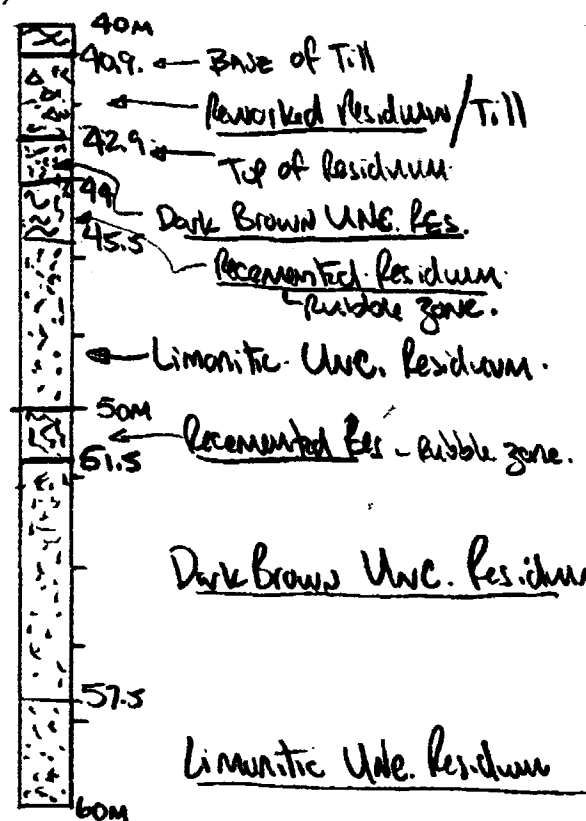 40M
40.9. ← Base of Till
Reworked Residuum / Till
42.9 ← Top of Residuum
44
Dark Brown UNC. RES.
45.5
Recemented Residuum
Rubble zone.
Limonitic UNC. Residuum.
50M
Recemented Res - Rubble zone.
51.5
Dark Brown UNC. Residuum
57.5
Limonitic UNC. Residuum
60M